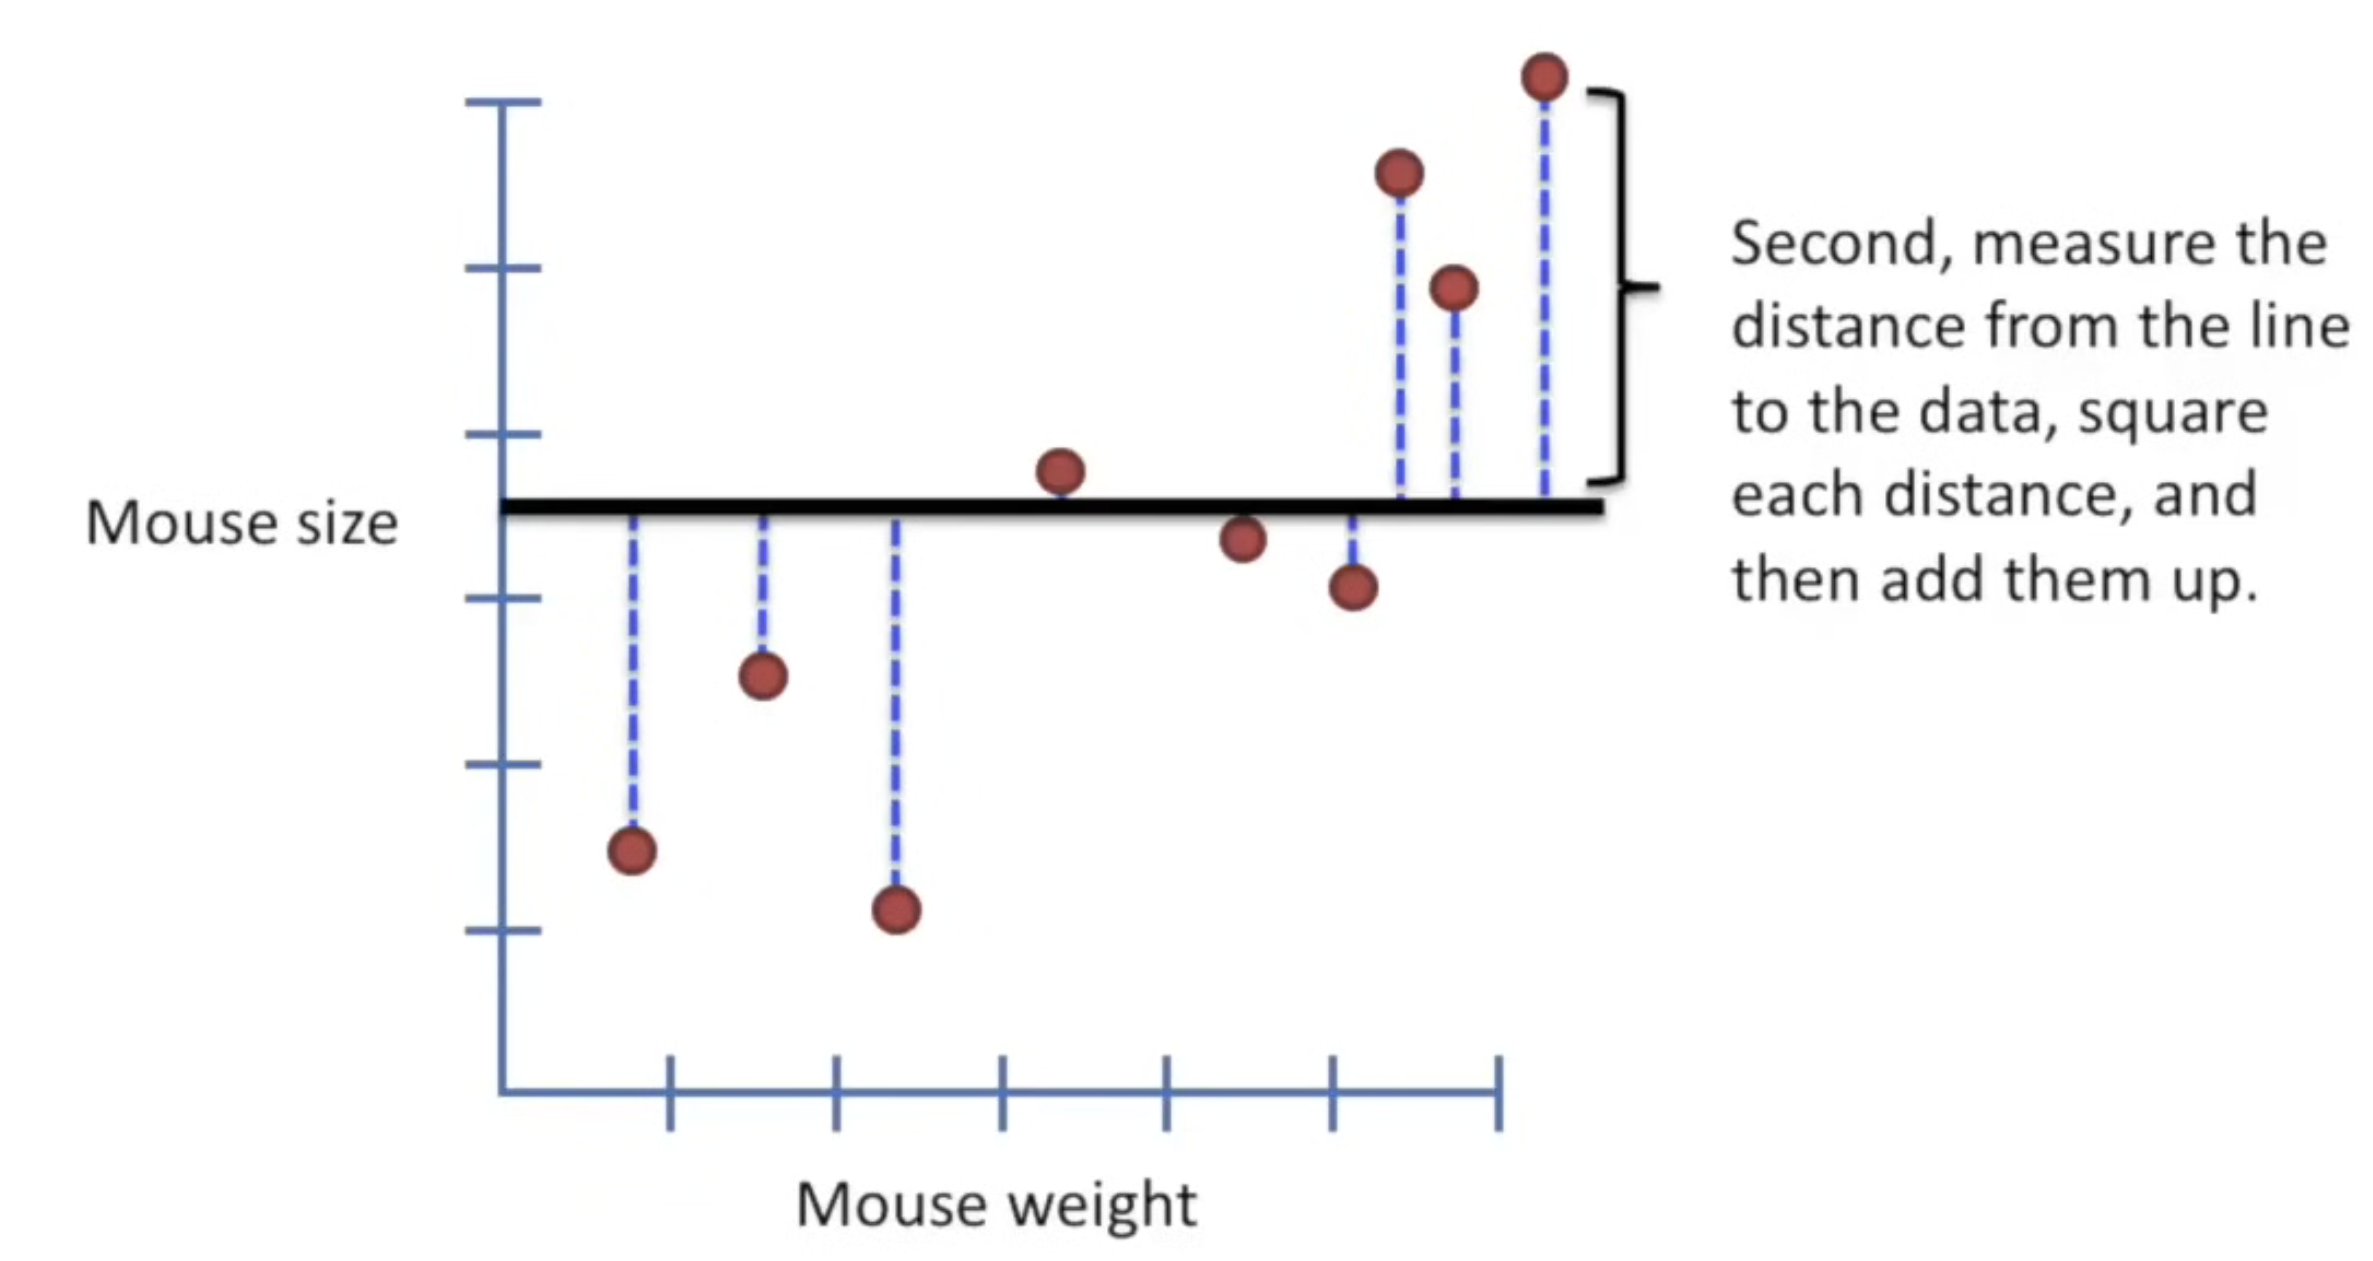 Mouse size
Second, measure the
distance from the line
to the data, square
each distance, and
then add them up.
Mouse weight